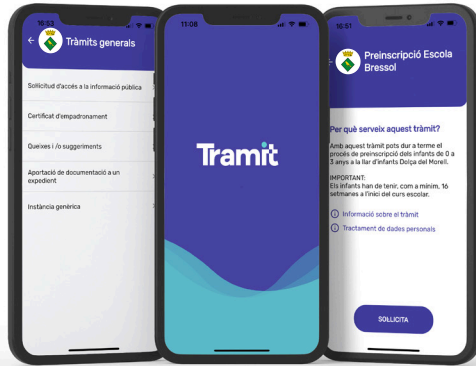 10:53
Tràmits generals
Sol·licitud d'accés a la informació pública
Certificat d'empadronament
Queixes i /o suggeriments
Aportació de documentació a un
expedient
Instància genèrica
11:08
Tramit
10:51
Preinscripció Escola
Bressol
Per què serveix aquest tràmit?
Amb aquest tràmit pots dur a terme el
procés de preinscripció dels infants de 0 a
3 anys a la llar d'infants Dolça del Morell.
IMPORTANT:
Els infants han de tenir, com a mínim, 16
setmanes a l'inici del curs escolar.
Informació sobre el tràmit
Tractament de dades personals
SOL·LICITA